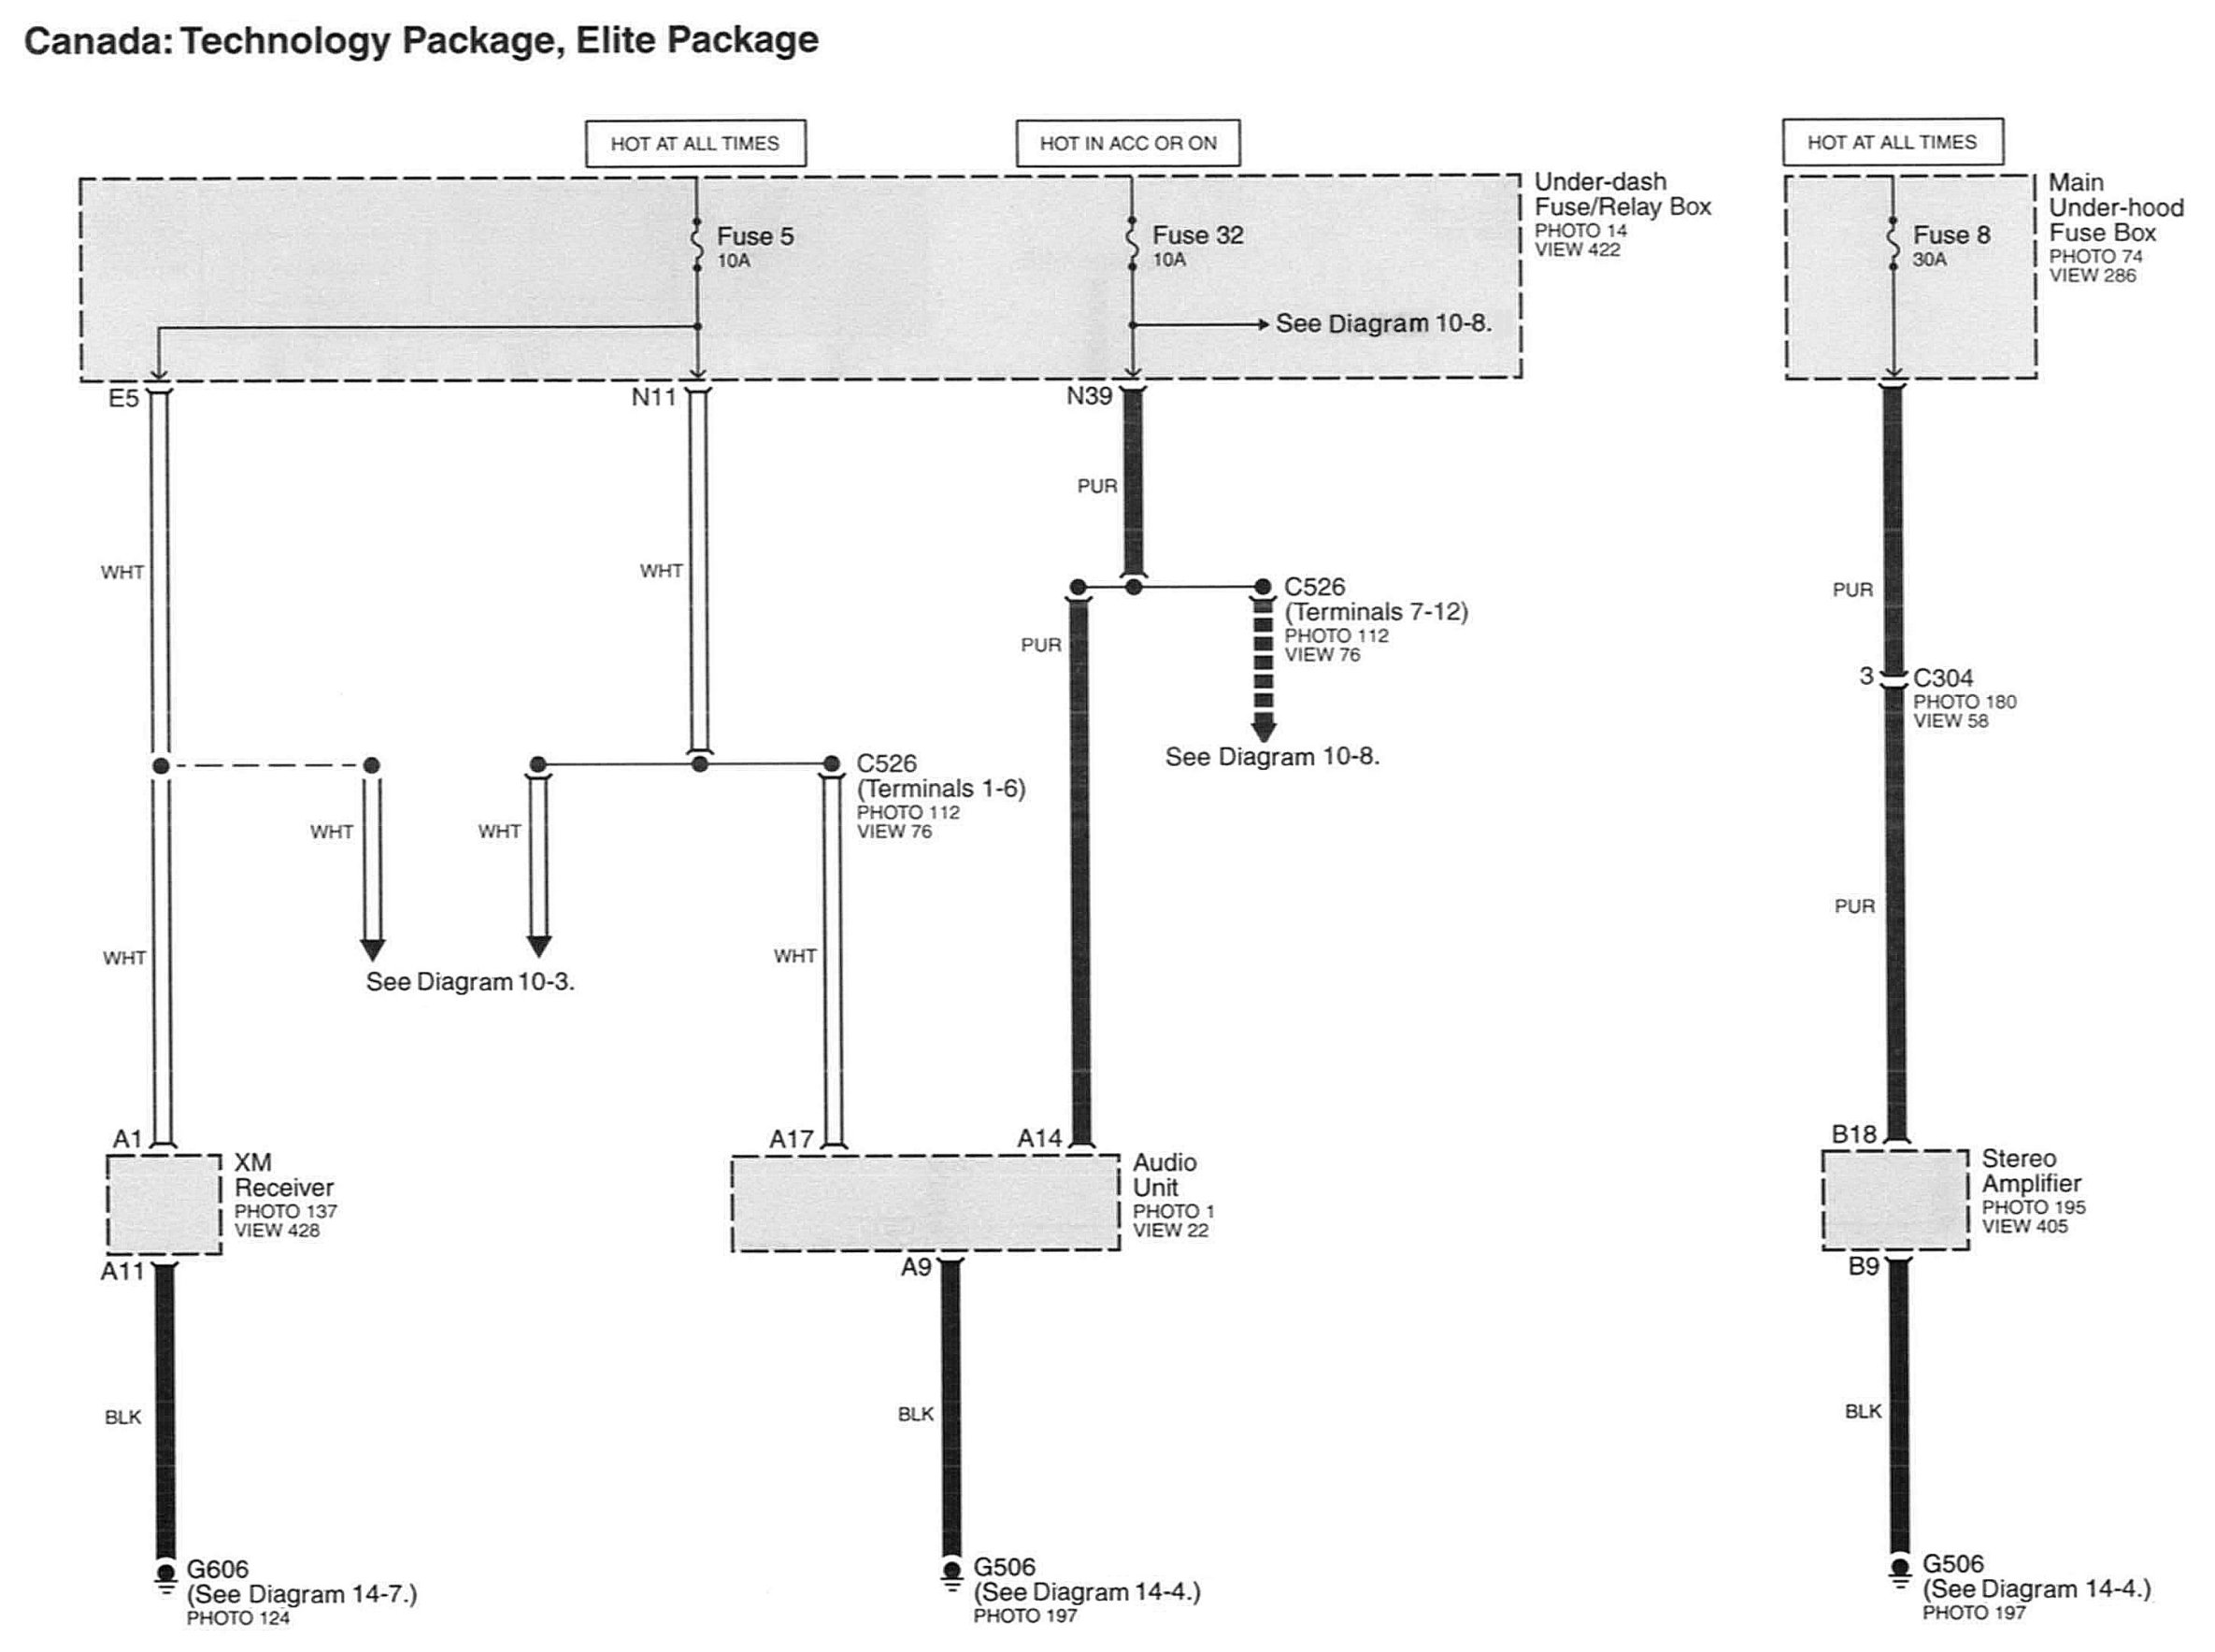 Canada: Technology Package, Elite Package
HOT AT ALL TIMES
HOT IN ACC OR ON
HOT AT ALL TIMES
Under-dash
Fuse/Relay Box
PHOTO 14
VIEW 422
Main
Under-hood
Fuse Box
PHOTO 74
VIEW 286
Fuse 5
10A
Fuse 32
10A
Fuse 8
30A
See Diagram 10-8.
E5
N11
N39
PUR
WHT
WHT
PUR
C526
(Terminals 7-12)
PHOTO 112
VIEW 76
PUR
3
C304
PHOTO 180
VIEW 58
See Diagram 10-8.
C526
(Terminals 1-6)
PHOTO 112
VIEW 76
WHT
WHT
PUR
WHT
WHT
See Diagram 10-3.
A1
A17
A14
B18
XM
Receiver
PHOTO 137
VIEW 428
Audio
Unit
PHOTO 1
VIEW 22
Stereo
Amplifier
PHOTO 195
VIEW 405
A11
A9
B9
BLK
BLK
BLK
G606
(See Diagram 14-7.)
PHOTO 124
G506
(See Diagram 14-4.)
PHOTO 197
G506
(See Diagram 14-4.)
PHOTO 197